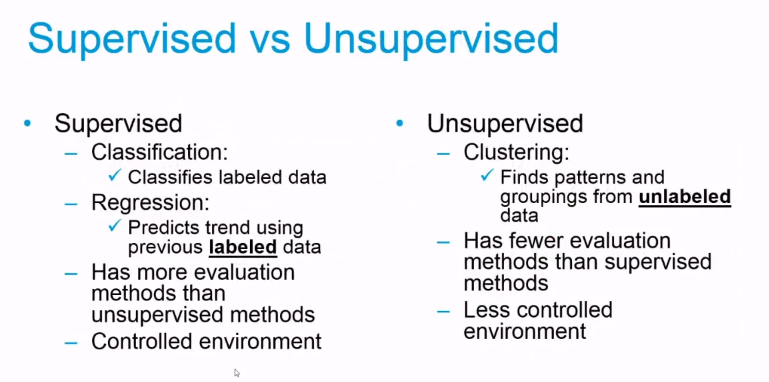 Supervised vs Unsupervised
• Supervised
– Classification:
✓ Classifies labeled data
– Regression:
✓ Predicts trend using
previous labeled data
– Has more evaluation
methods than
unsupervised methods
– Controlled environment
• Unsupervised
– Clustering:
✓ Finds patterns and
groupings from unlabeled
data
– Has fewer evaluation
methods than supervised
methods
– Less controlled
environment